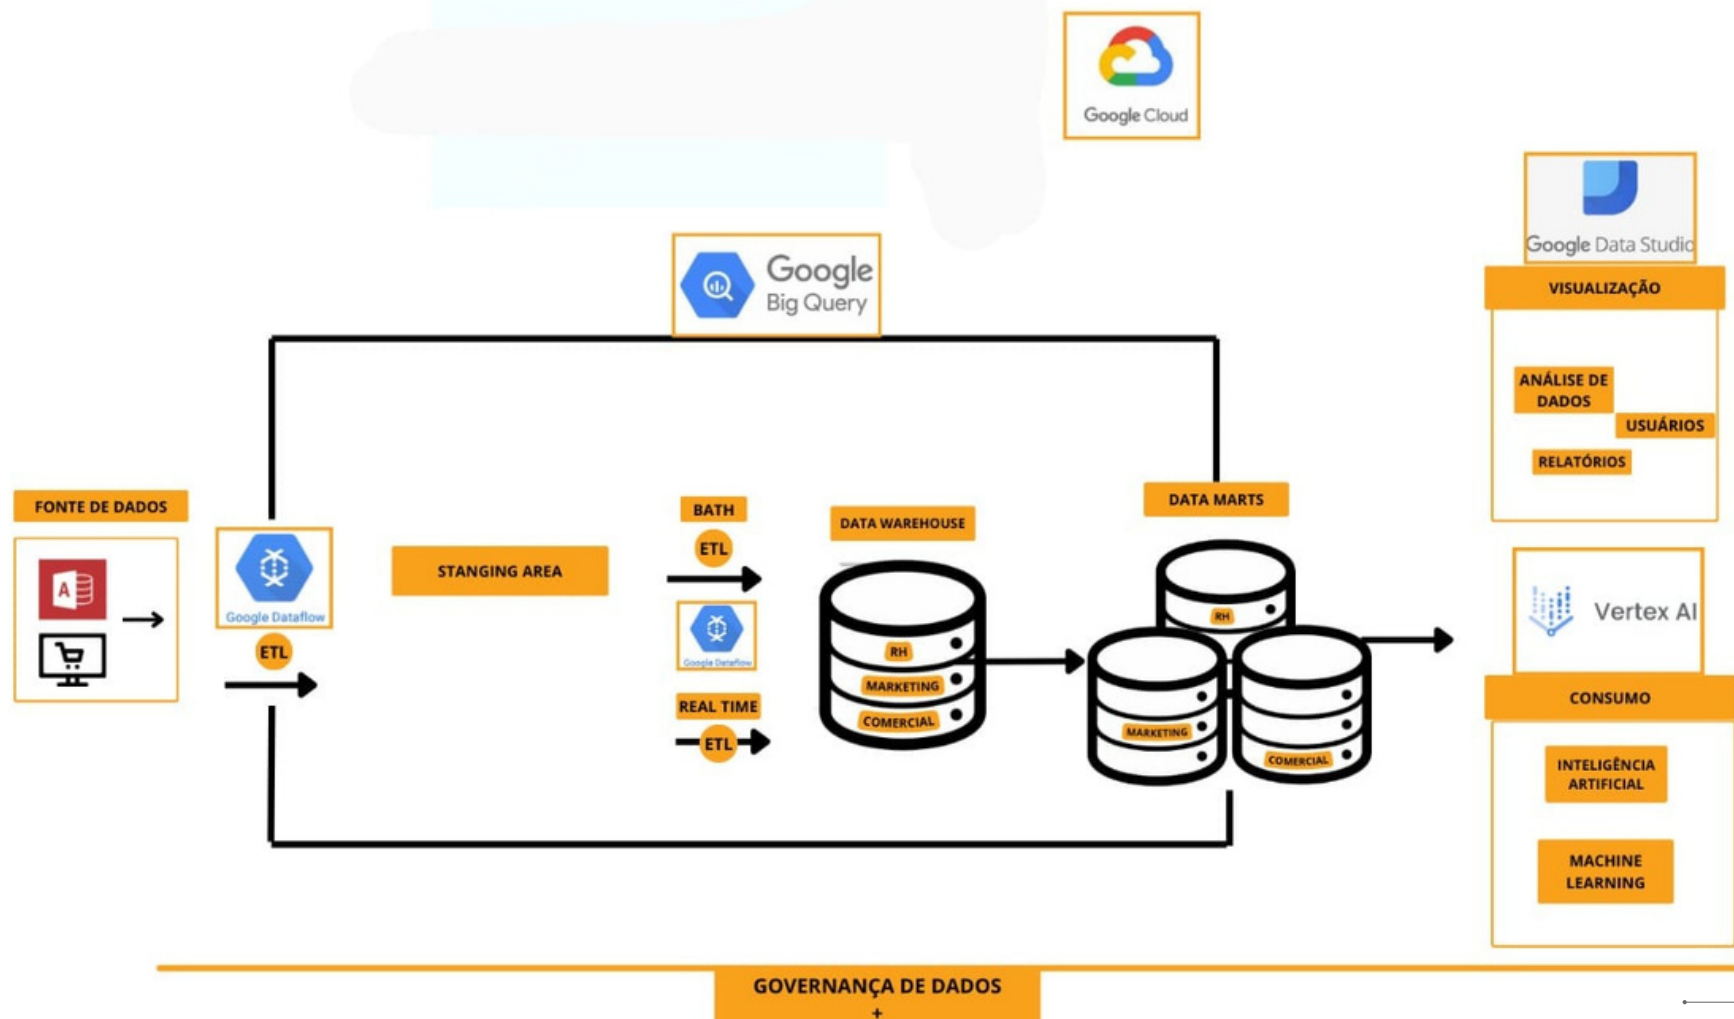 Google Cloud
Google Data Studio
VISUALIZAÇÃO
ANÁLISE DE
DADOS
USUÁRIOS
RELATÓRIOS
Google
Big Query
FONTE DE DADOS
A
Google Dataflow
ETL
STANGING AREA
BATH
ETL
Google Dataflow
REAL TIME
ETL
DATA WAREHOUSE
RH
MARKETING
COMERCIAL
DATA MARTS
RH
MARKETING
COMERCIAL
Vertex AI
CONSUMO
INTELIGÊNCIA
ARTIFICIAL
MACHINE
LEARNING
GOVERNANÇA DE DADOS
+